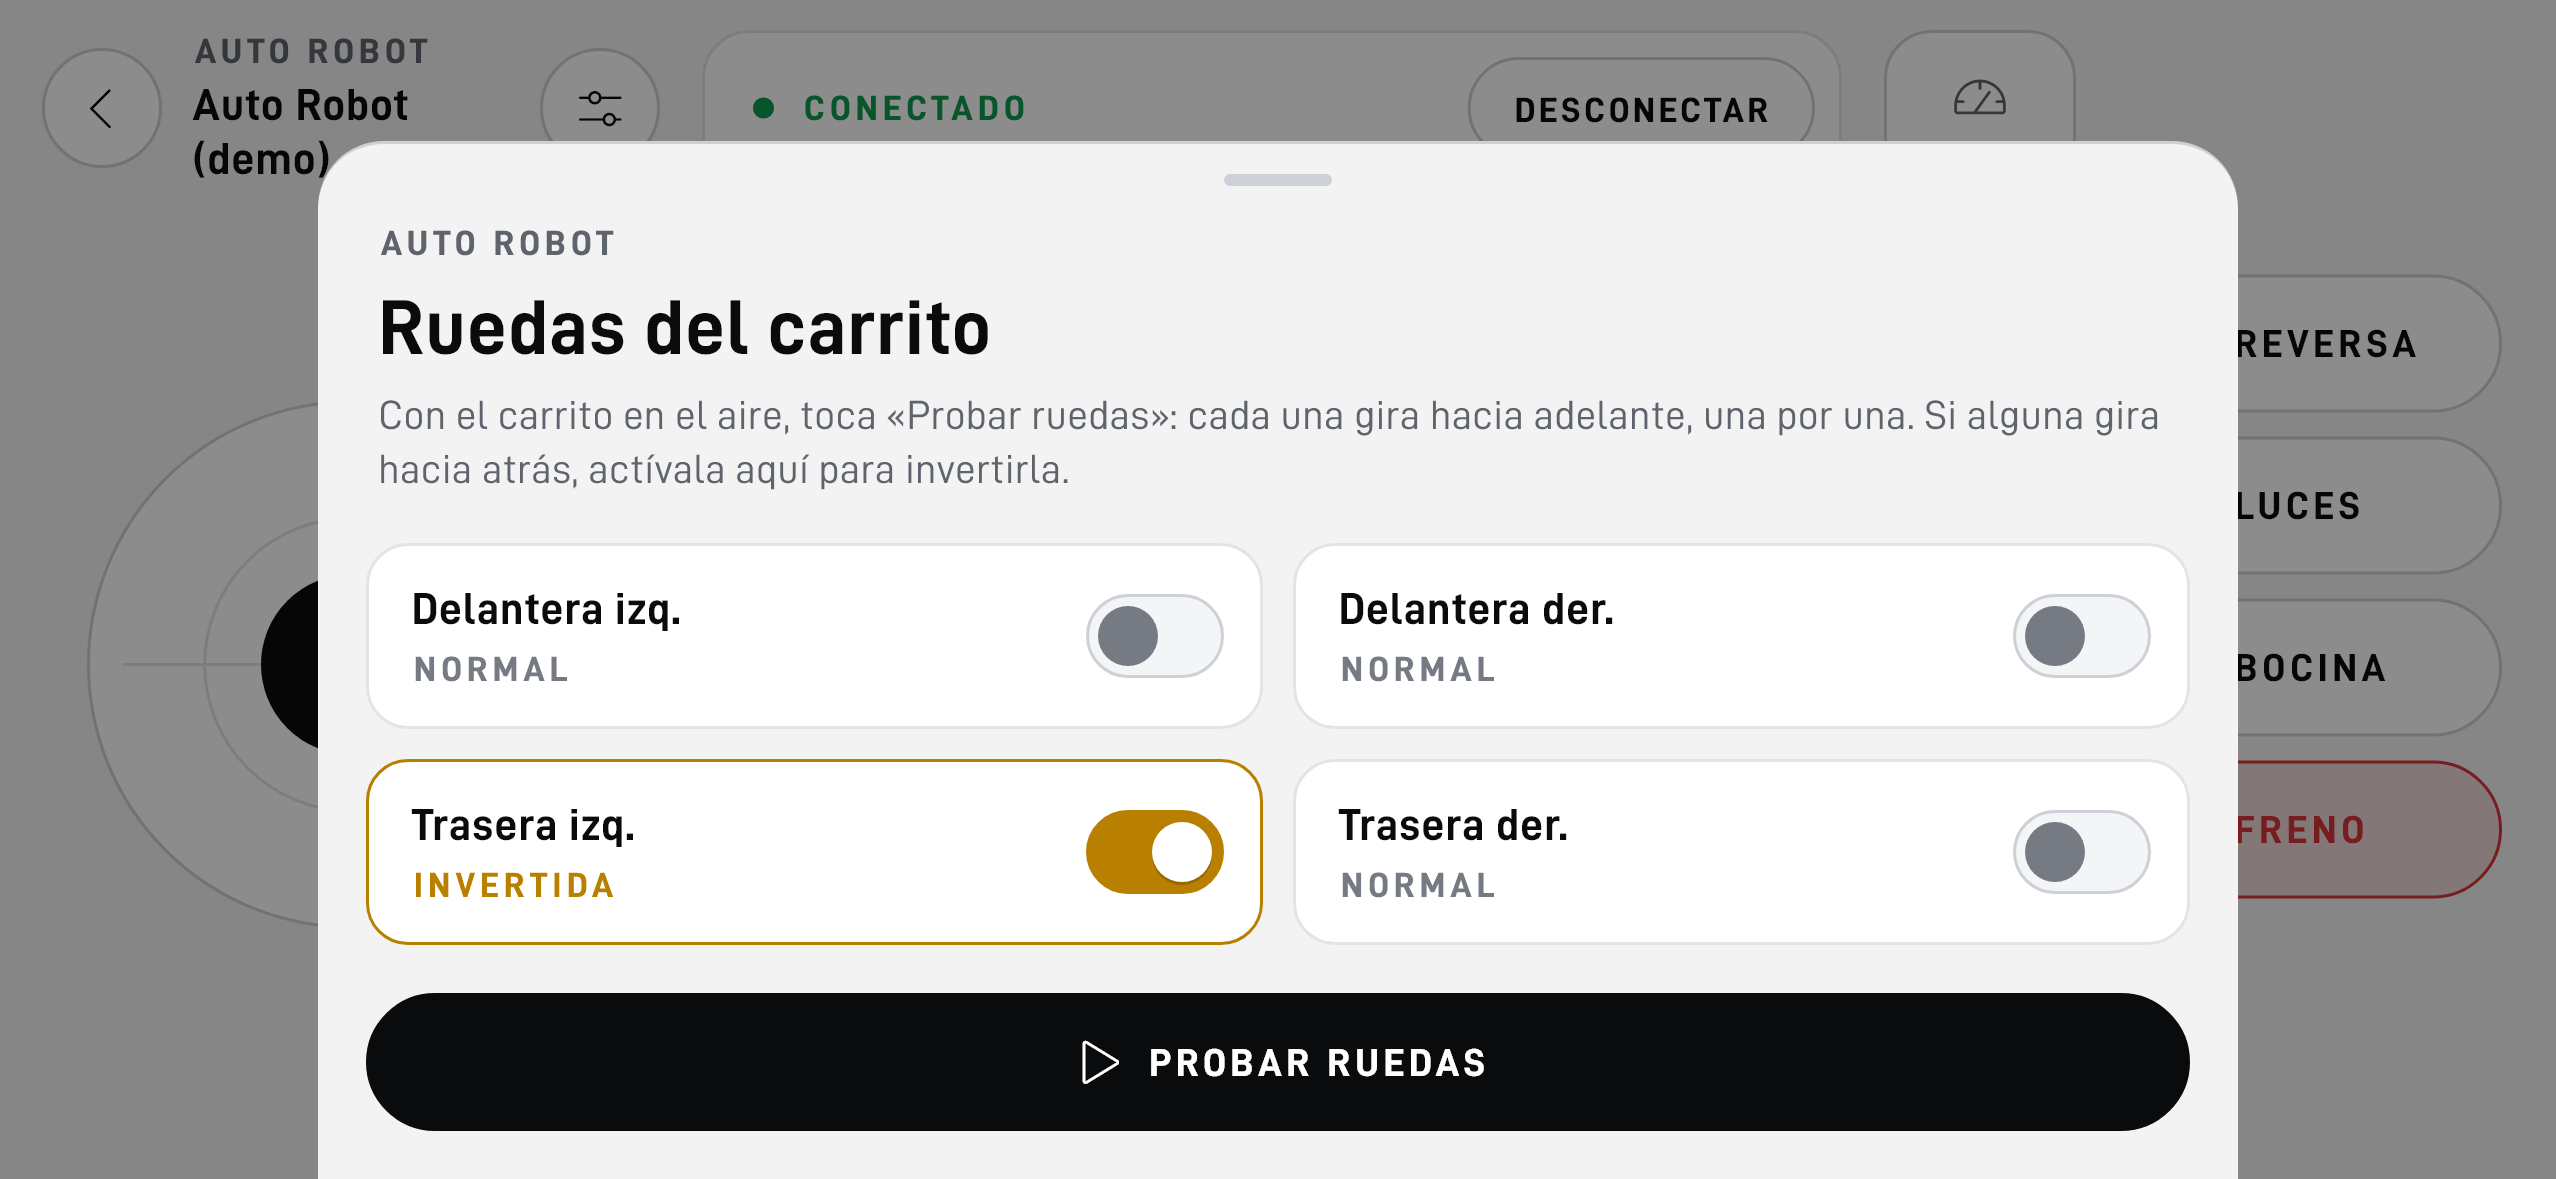 AUTO ROBOT
Auto Robot
(demo)
CONECTADO
DESCONECTAR
AUTO ROBOT
Ruedas del carrito
Con el carrito en el aire, toca «Probar ruedas»: cada una gira hacia adelante, una por una. Si alguna gira
hacia atrás, actívala aquí para invertirla.
Delantera izq.
NORMAL
Delantera der.
NORMAL
Trasera izq.
INVERTIDA
Trasera der.
NORMAL
PROBAR RUEDAS
REVERSA
LUCES
BOCINA
FRENO